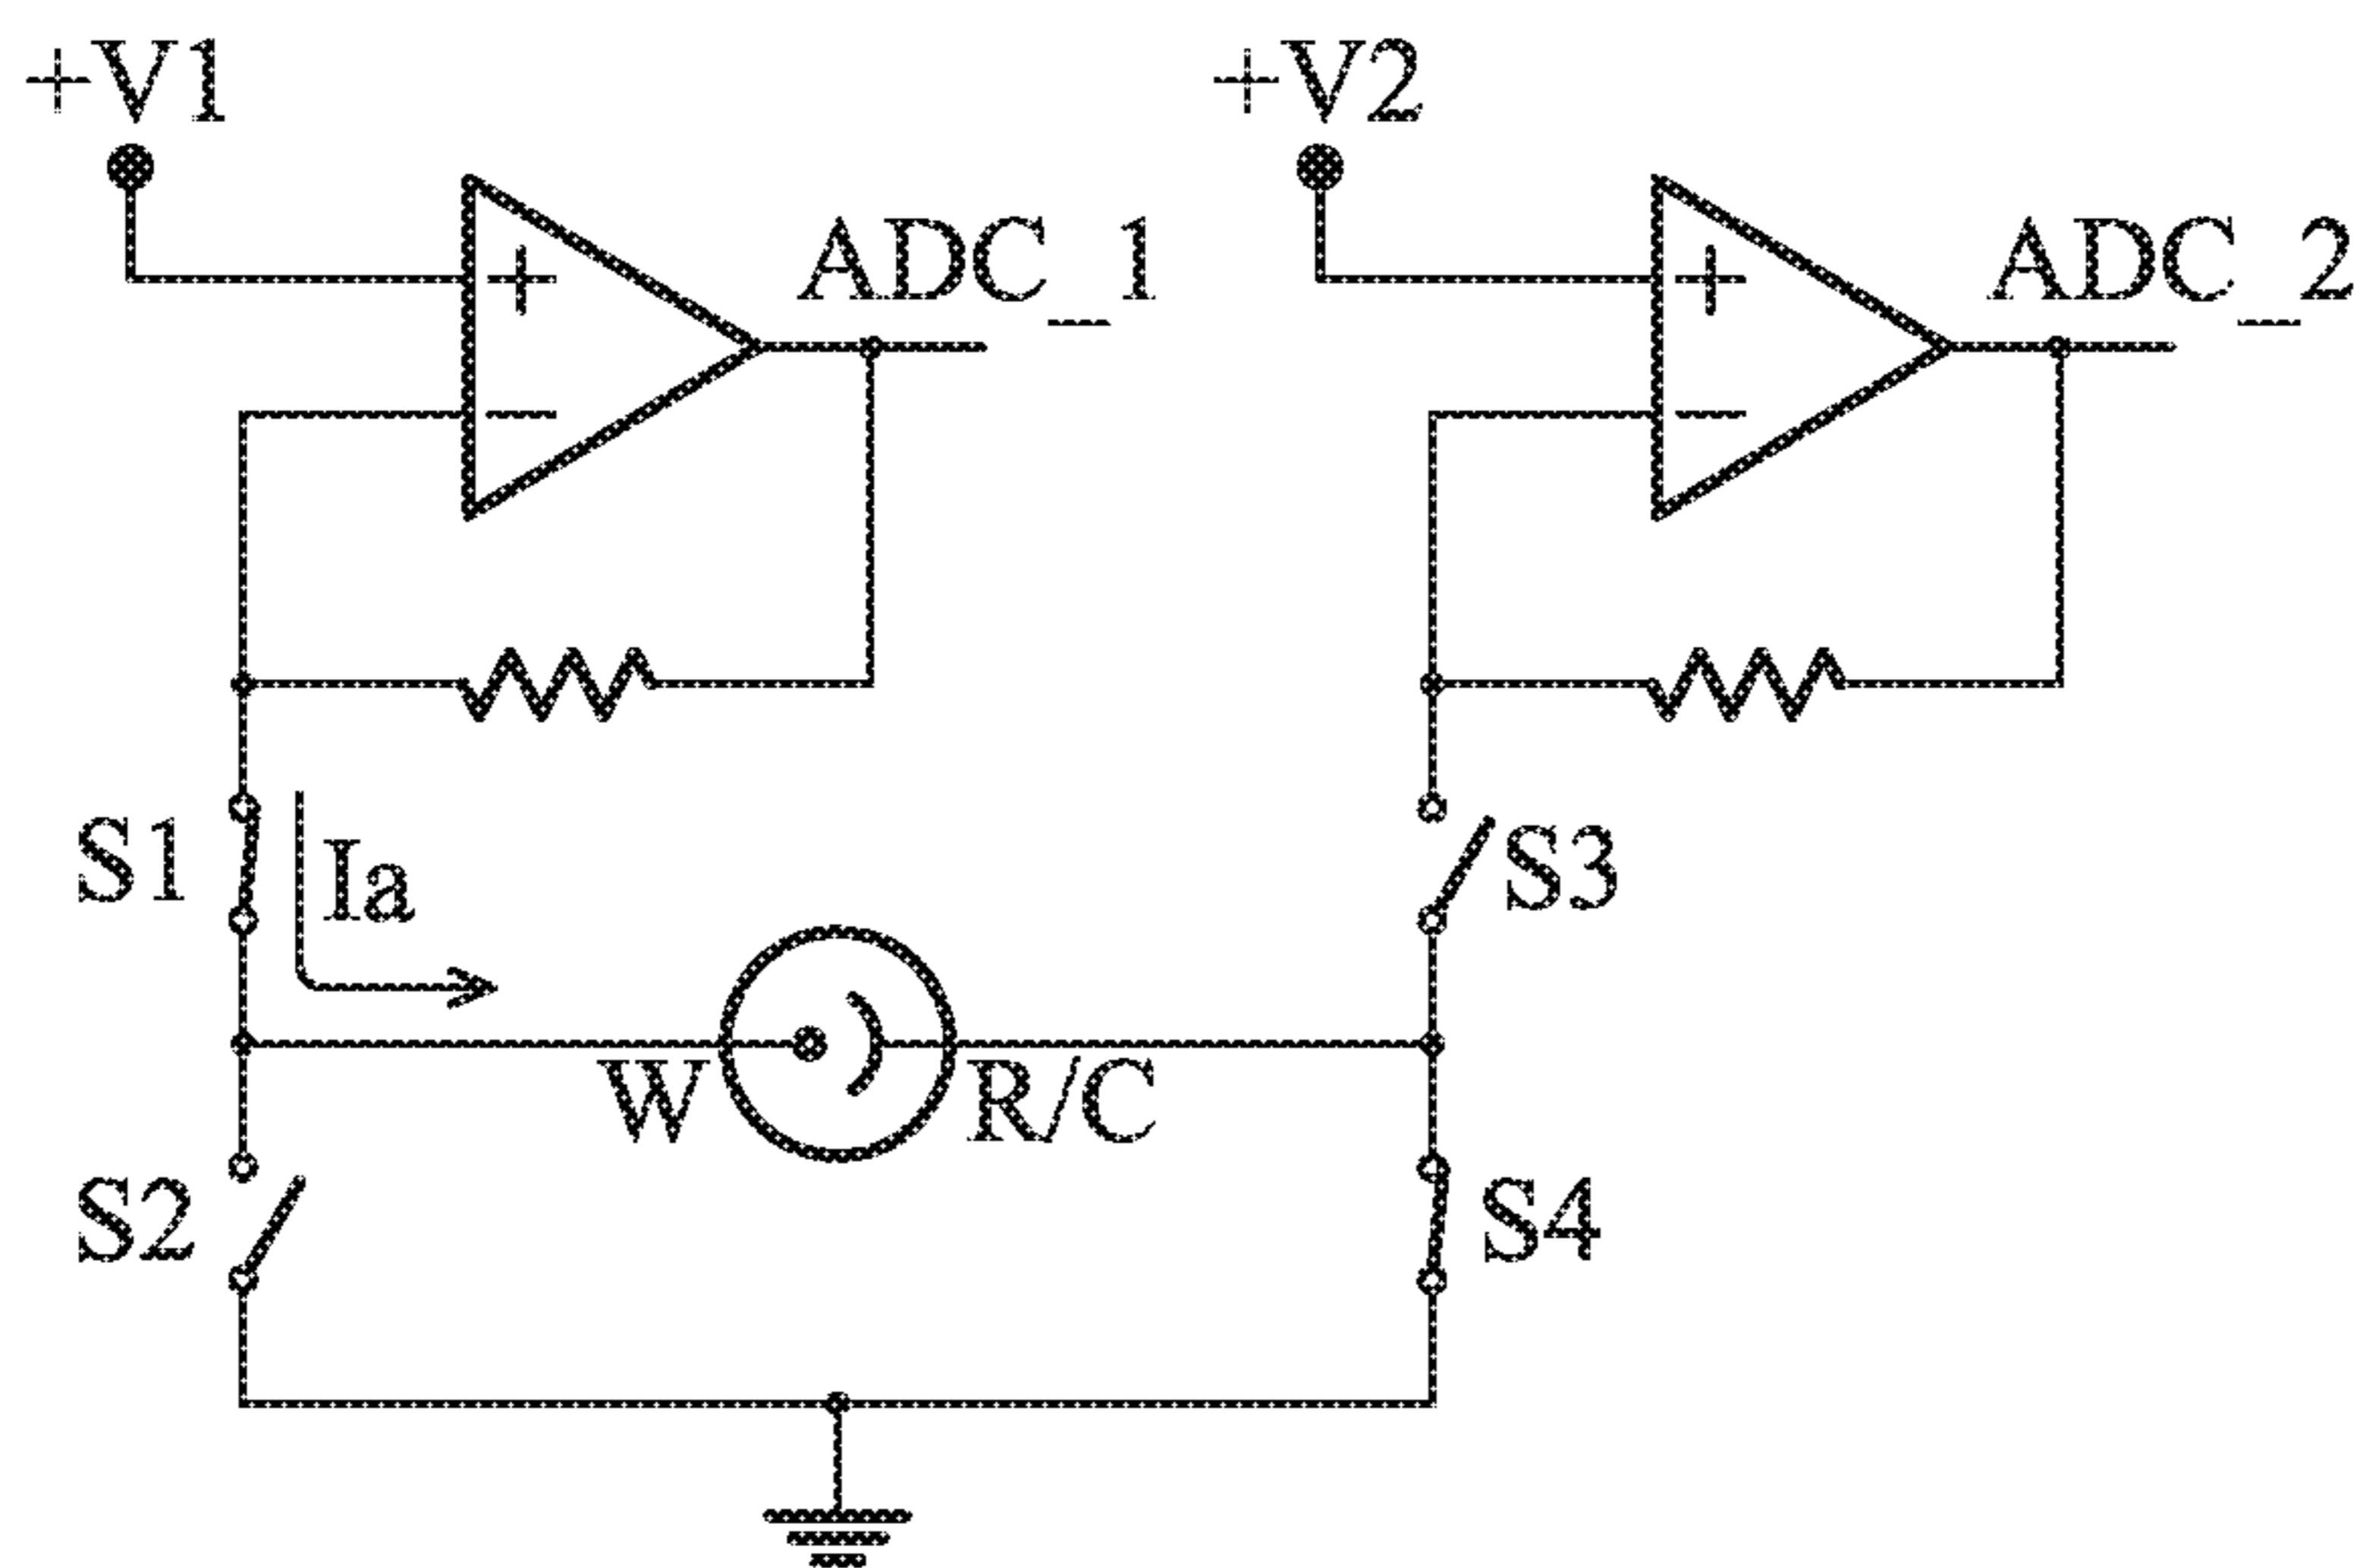 +V1
+V2
ADC_1
ADC_2
+
+
−
−
S1
Ia
S3
W
R/C
S2
S4